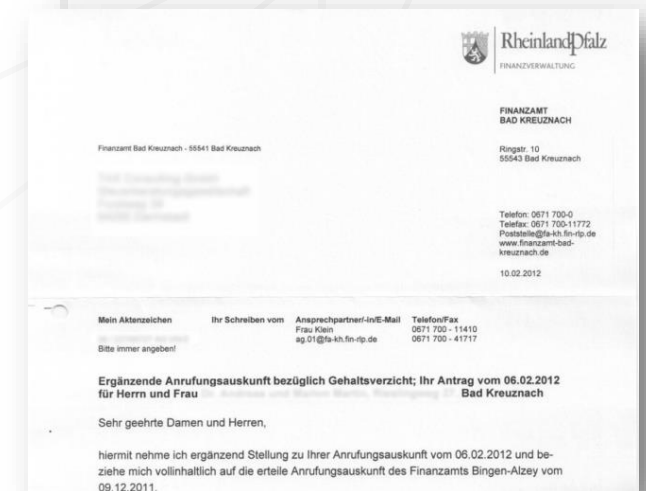 RheinlandPfalz
FINANZVERWALTUNG
FINANZAMT
BAD KREUZNACH
Finanzamt Bad Kreuznach - 55541 Bad Kreuznach
Ringstr. 10
55543 Bad Kreuznach
Telefon: 0671 700-0
Telefax: 0671 700-11772
Poststelle@fa-kh.fin-rlp.de
www.finanzamt-bad-
kreuznach.de
10.02.2012
Mein Aktenzeichen Ihr Schreiben vom Ansprechpartner/-in/E-Mail Telefon/Fax
Frau Klein 0671 700 - 11410
ag.01@fa-kh.fin-rlp.de 0671 700 - 41717
Bitte immer angeben!
Ergänzende Anrufungsauskunft bezüglich Gehaltsverzicht; Ihr Antrag vom 06.02.2012
für Herrn und Frau Bad Kreuznach
Sehr geehrte Damen und Herren,
hiermit nehme ich ergänzend Stellung zu Ihrer Anrufungsauskunft vom 06.02.2012 und be-
ziehe mich vollinhaltlich auf die erteile Anrufungsauskunft des Finanzamts Bingen-Alzey vom
09.12.2011.